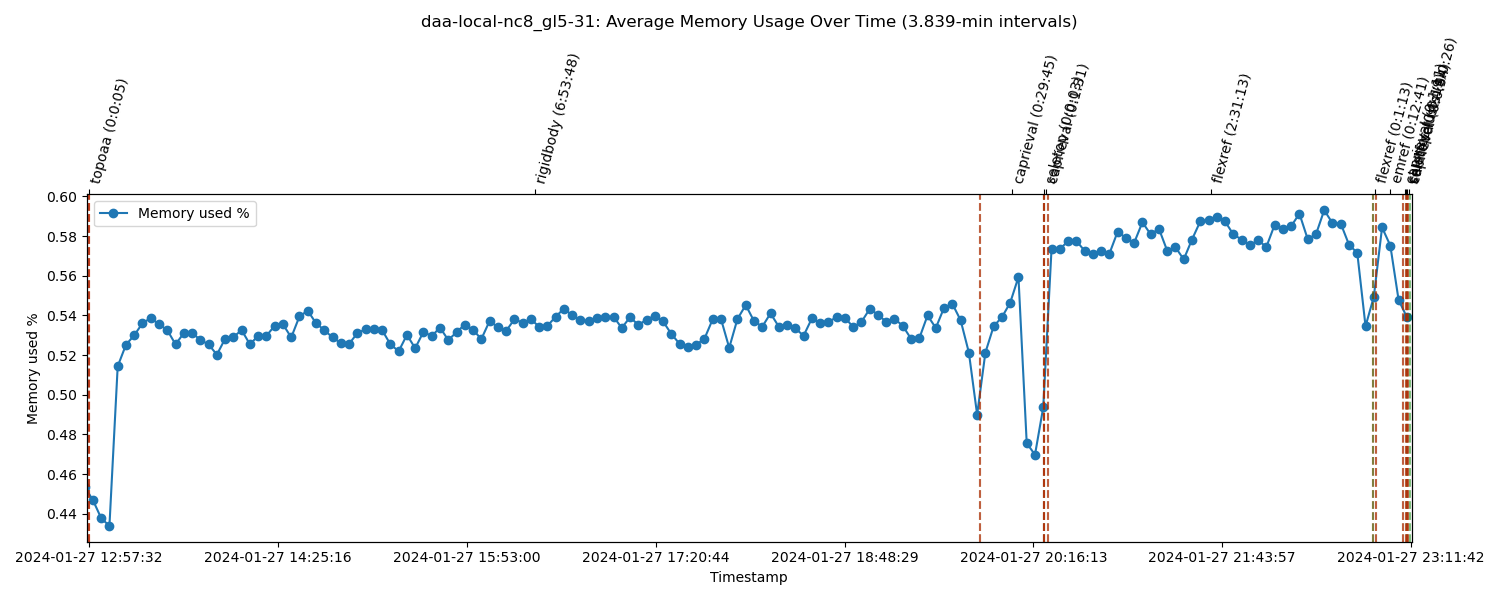 daa-local-nc8_gl5-31: Average Memory Usage Over Time (3.839-min intervals)
topoaa (0:0:05)
rigidbody (6:53:48)
caprieval (0:29:45)
caprieval (0:1:31)
flexref (2:31:13)
flexref (0:1:13)
emref (0:12:41)
0.60
0.58
0.56
0.54
0.52
0.50
0.48
0.46
0.44
Memory used %
Memory used %
2024-01-27 12:57:32
2024-01-27 14:25:16
2024-01-27 15:53:00
2024-01-27 17:20:44
2024-01-27 18:48:29
2024-01-27 20:16:13
2024-01-27 21:43:57
2024-01-27 23:11:42
Timestamp